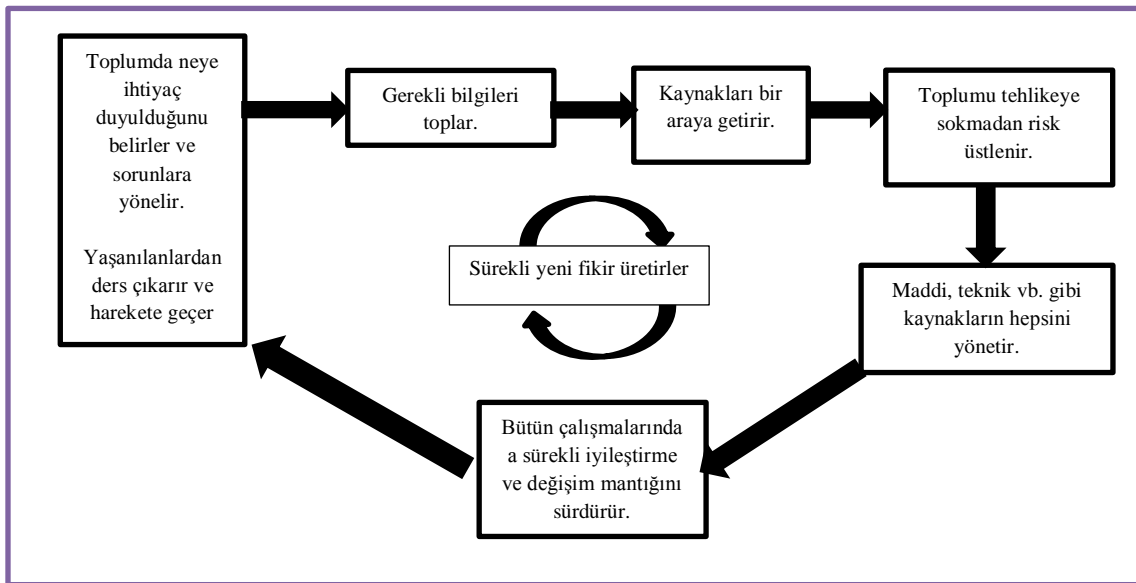 Toplumda neye
ihtiyaç
duyulduğunu
belirler ve
sorunlara
yönelir.
Yaşanılanlardan
ders çıkarır ve
harekete geçer
Gerekli bilgileri
toplar.
Kaynakları bir
araya getirir.
Toplumu tehlikeye
sokmadan risk
üstlenir.
Sürekli yeni fikir üretirler
Maddi, teknik vb. gibi
kaynakların hepsini
yönetir.
Bütün çalışmalarında
a sürekli iyileştirme
ve değişim mantığını
sürdürür.